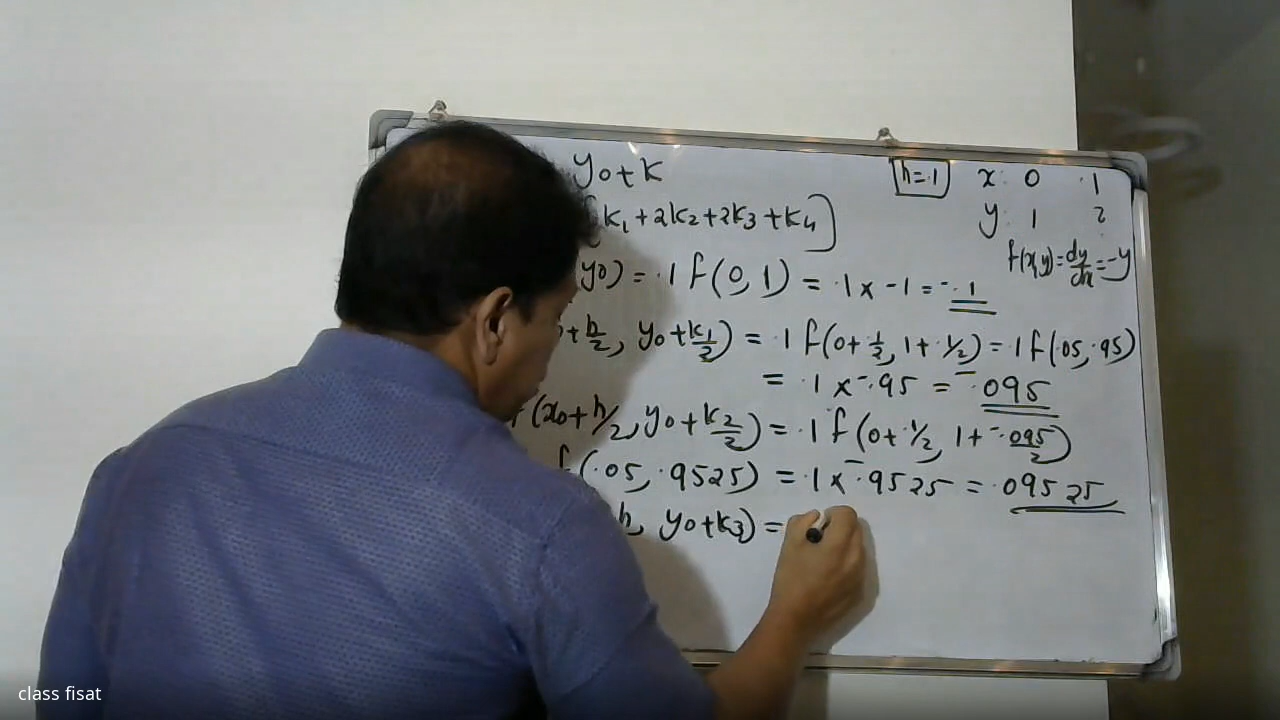 y0+k h=.1 x: 0 .1
[k1+2k2+2k3+k4] y: 1 ?
f(x,y)=dy/dx=-y
y0) = .1 f(0, 1) = .1 x -1 = -.1
+h/2, y0+k1/2) = .1 f(0+.1/2, 1+-.1/2) = .1 f(.05, .95)
= .1 x -.95 = -.095
f(x0+h/2, y0+k2/2) = .1 f(0+.1/2, 1+-.095/2)
f(.05, .9525) = .1 x -.9525 = .09525
h, y0+k3) =
class fisat